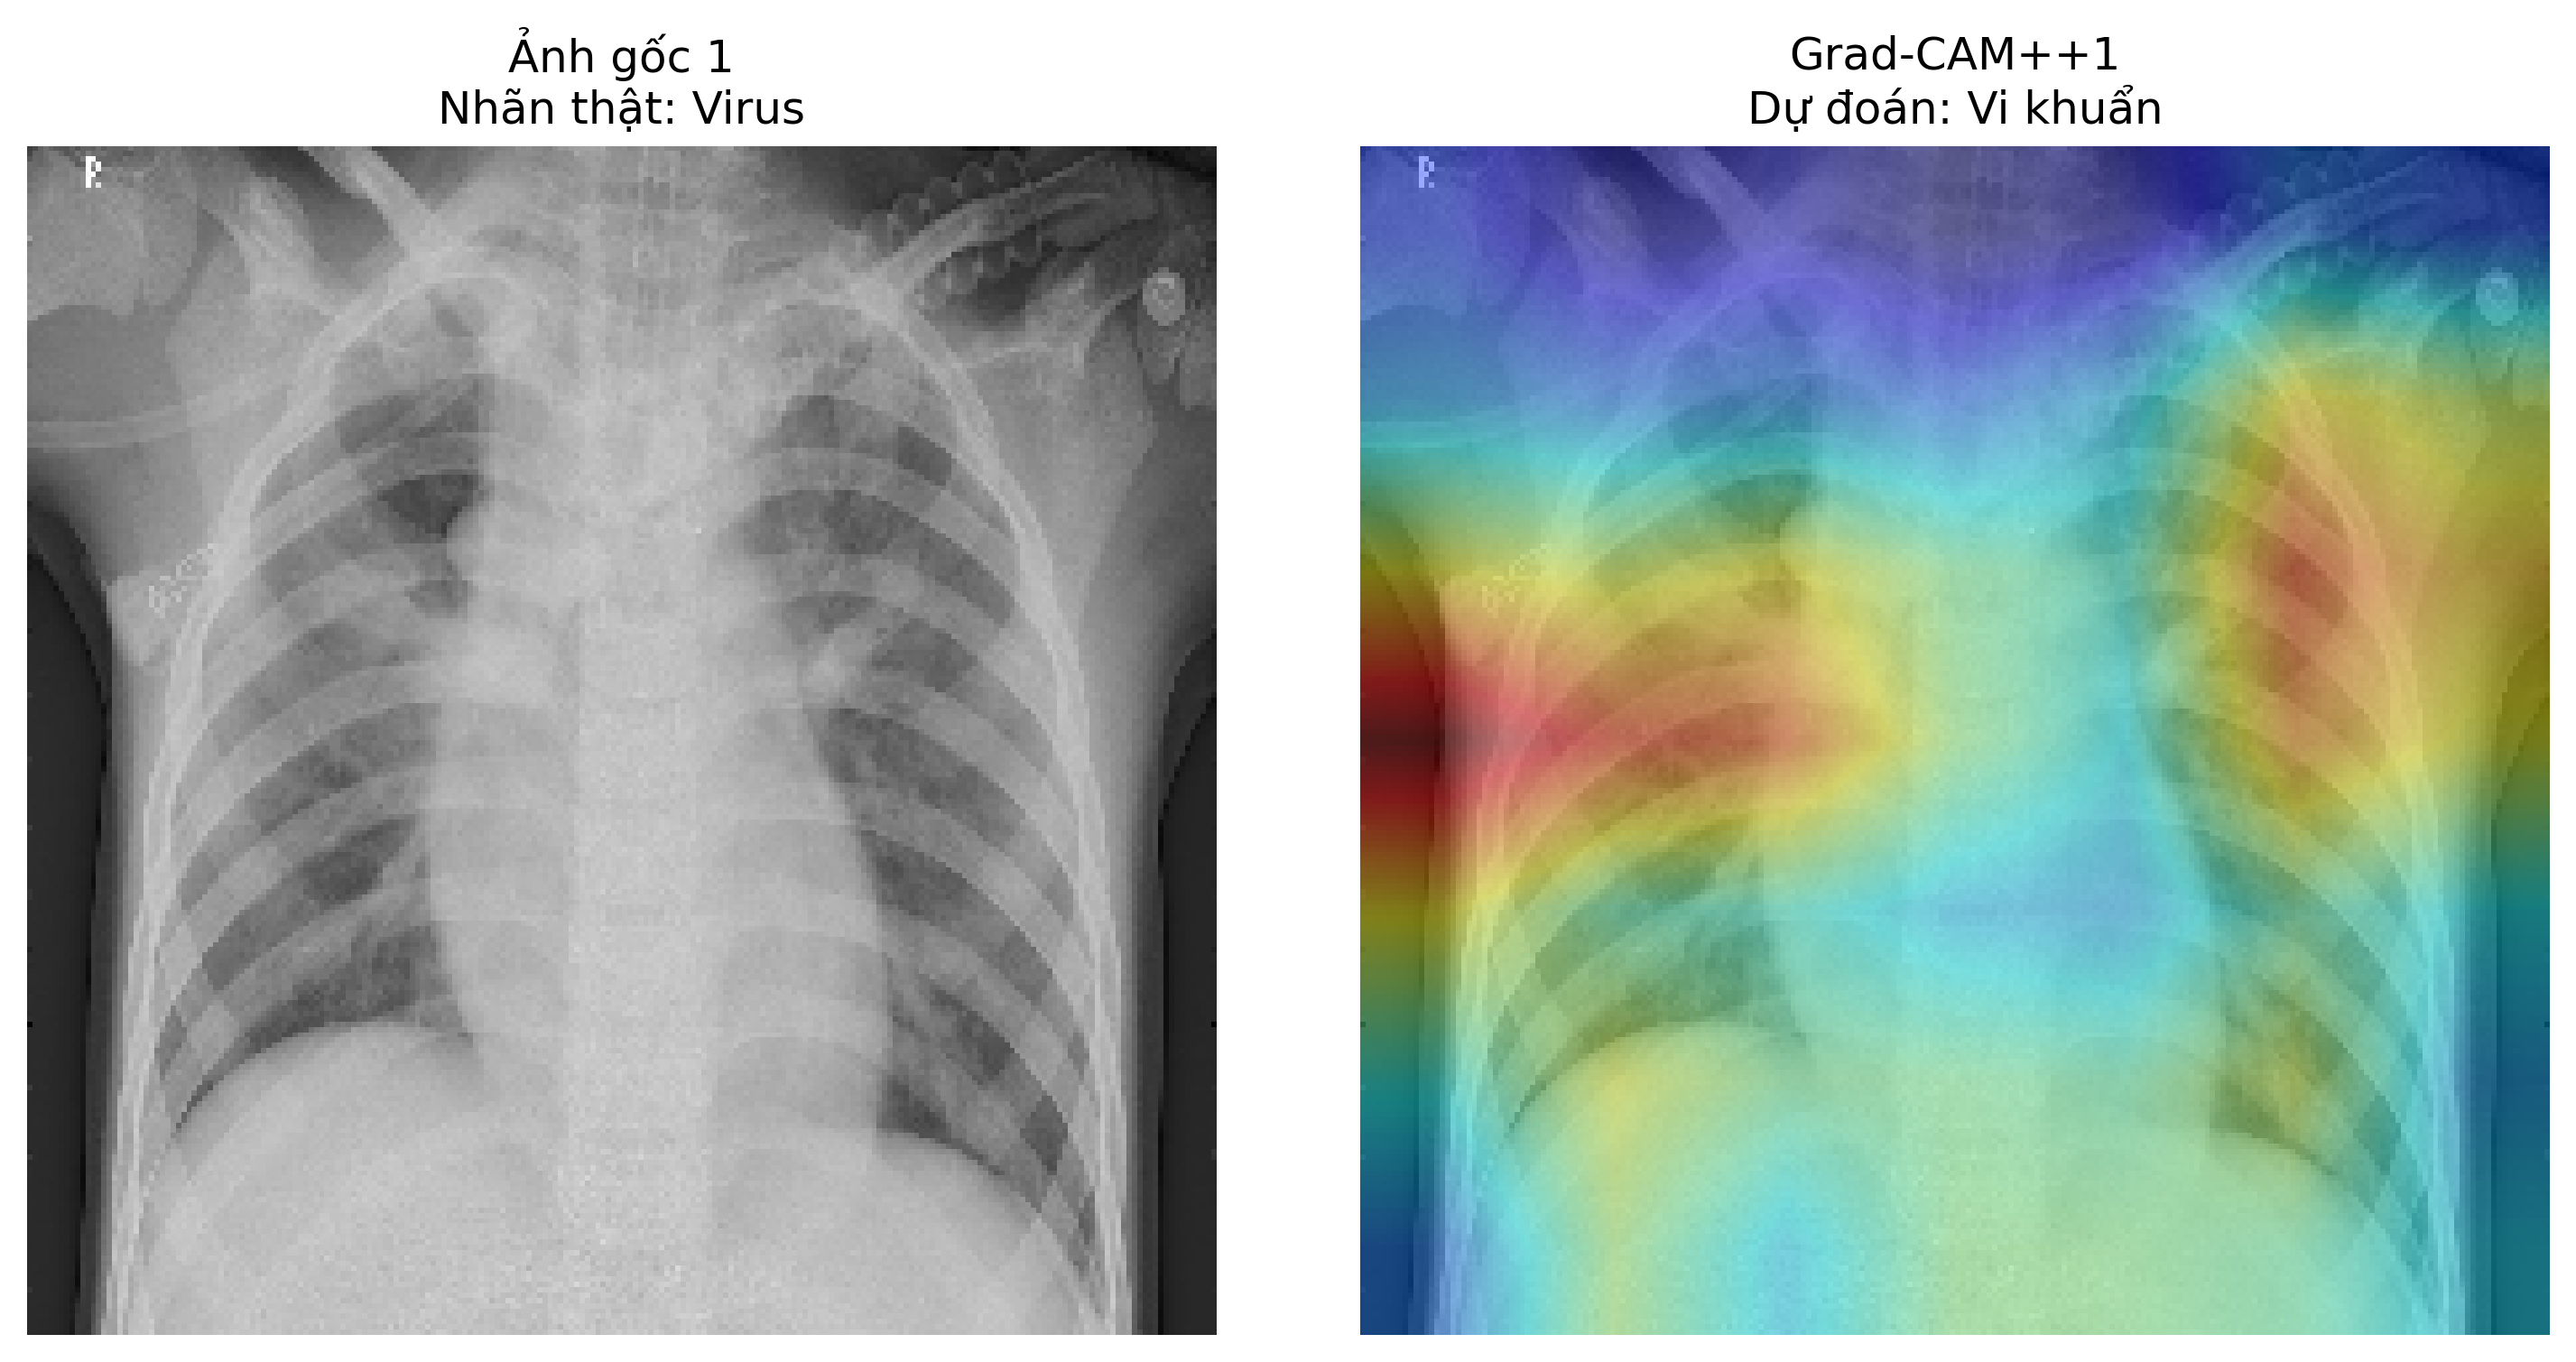 Ảnh gốc 1
Nhãn thật: Virus
Grad-CAM++1
Dự đoán: Vi khuẩn
R
R